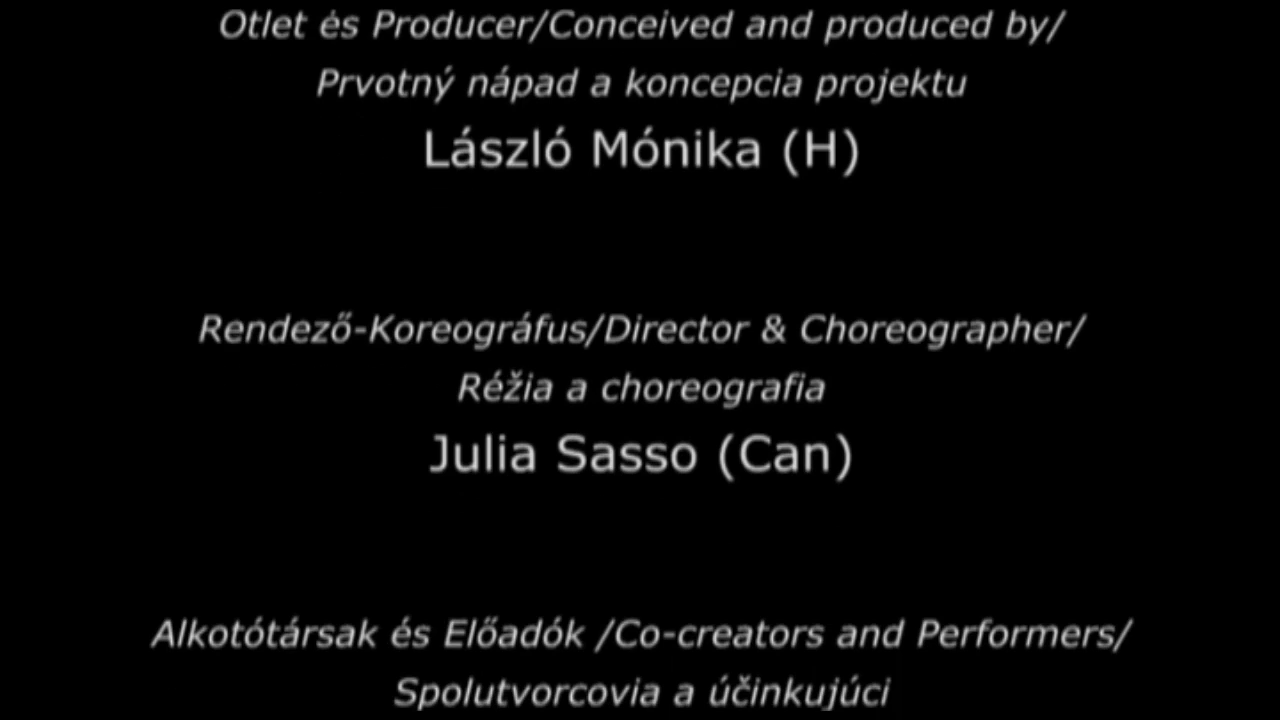 Ötlet és Producer/Conceived and produced by/
Prvotný nápad a koncepcia projektu
László Mónika (H)
Rendező-Koreográfus/Director & Choreographer/
Réžia a choreografia
Julia Sasso (Can)
Alkotótársak és Előadók /Co-creators and Performers/
Spolutvorcovia a účinkujúci